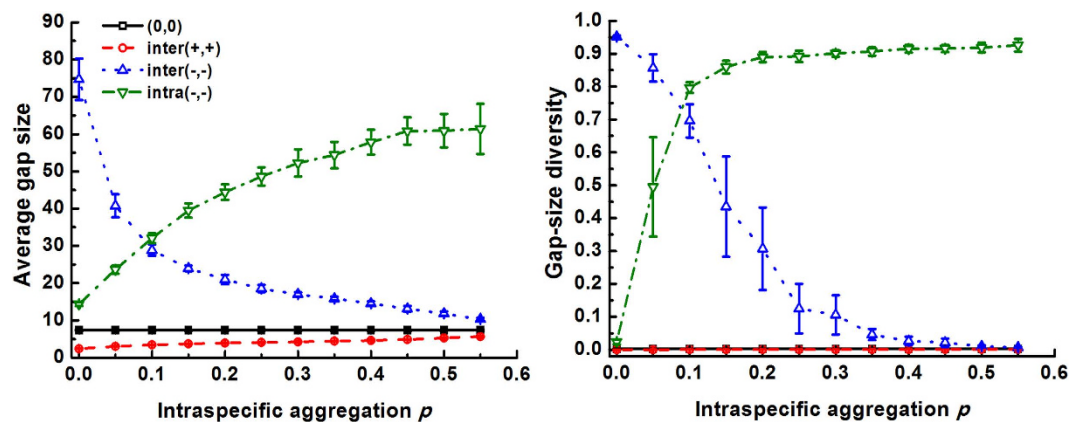 90
80
70
60
50
40
30
20
10
0
Average gap size
(0,0)
inter(+,+)
inter(-,-)
intra(-,-)
0.0 0.1 0.2 0.3 0.4 0.5 0.6
Intraspecific aggregation p
1.0
0.9
0.8
0.7
0.6
0.5
0.4
0.3
0.2
0.1
0.0
Gap-size diversity
0.0 0.1 0.2 0.3 0.4 0.5 0.6
Intraspecific aggregation p